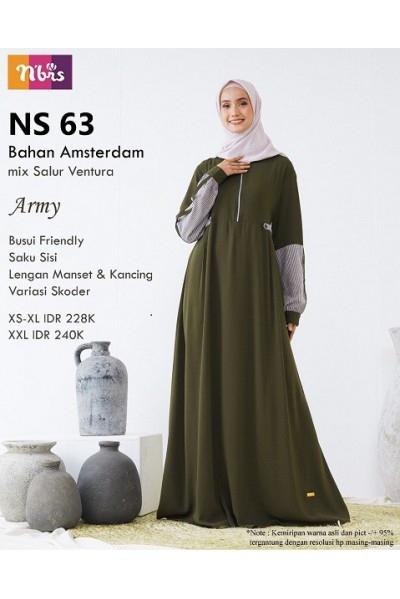 nibrs
NS 63
Bahan Amsterdam
mix Salur Ventura
Army
Busui Friendly
Saku Sisi
Lengan Manset & Kancing
Variasi Skoder
XS-XL IDR 228K
XXL IDR 240K
*Note : Kemiripan warna asli dan pict -/+ 95%
tergantung dengan resolusi hp masing-masing